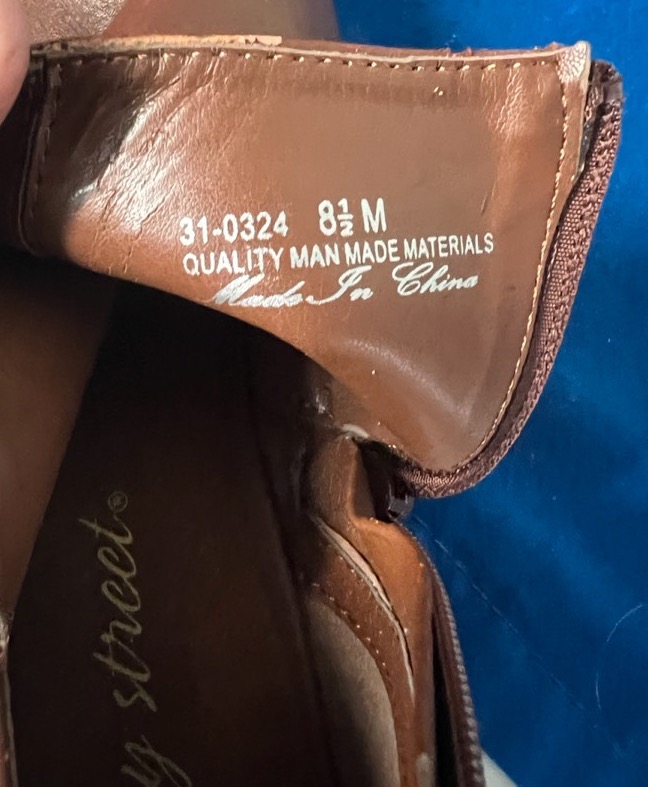 31-0324 8½ M
QUALITY MAN MADE MATERIALS
Made In China
y street®